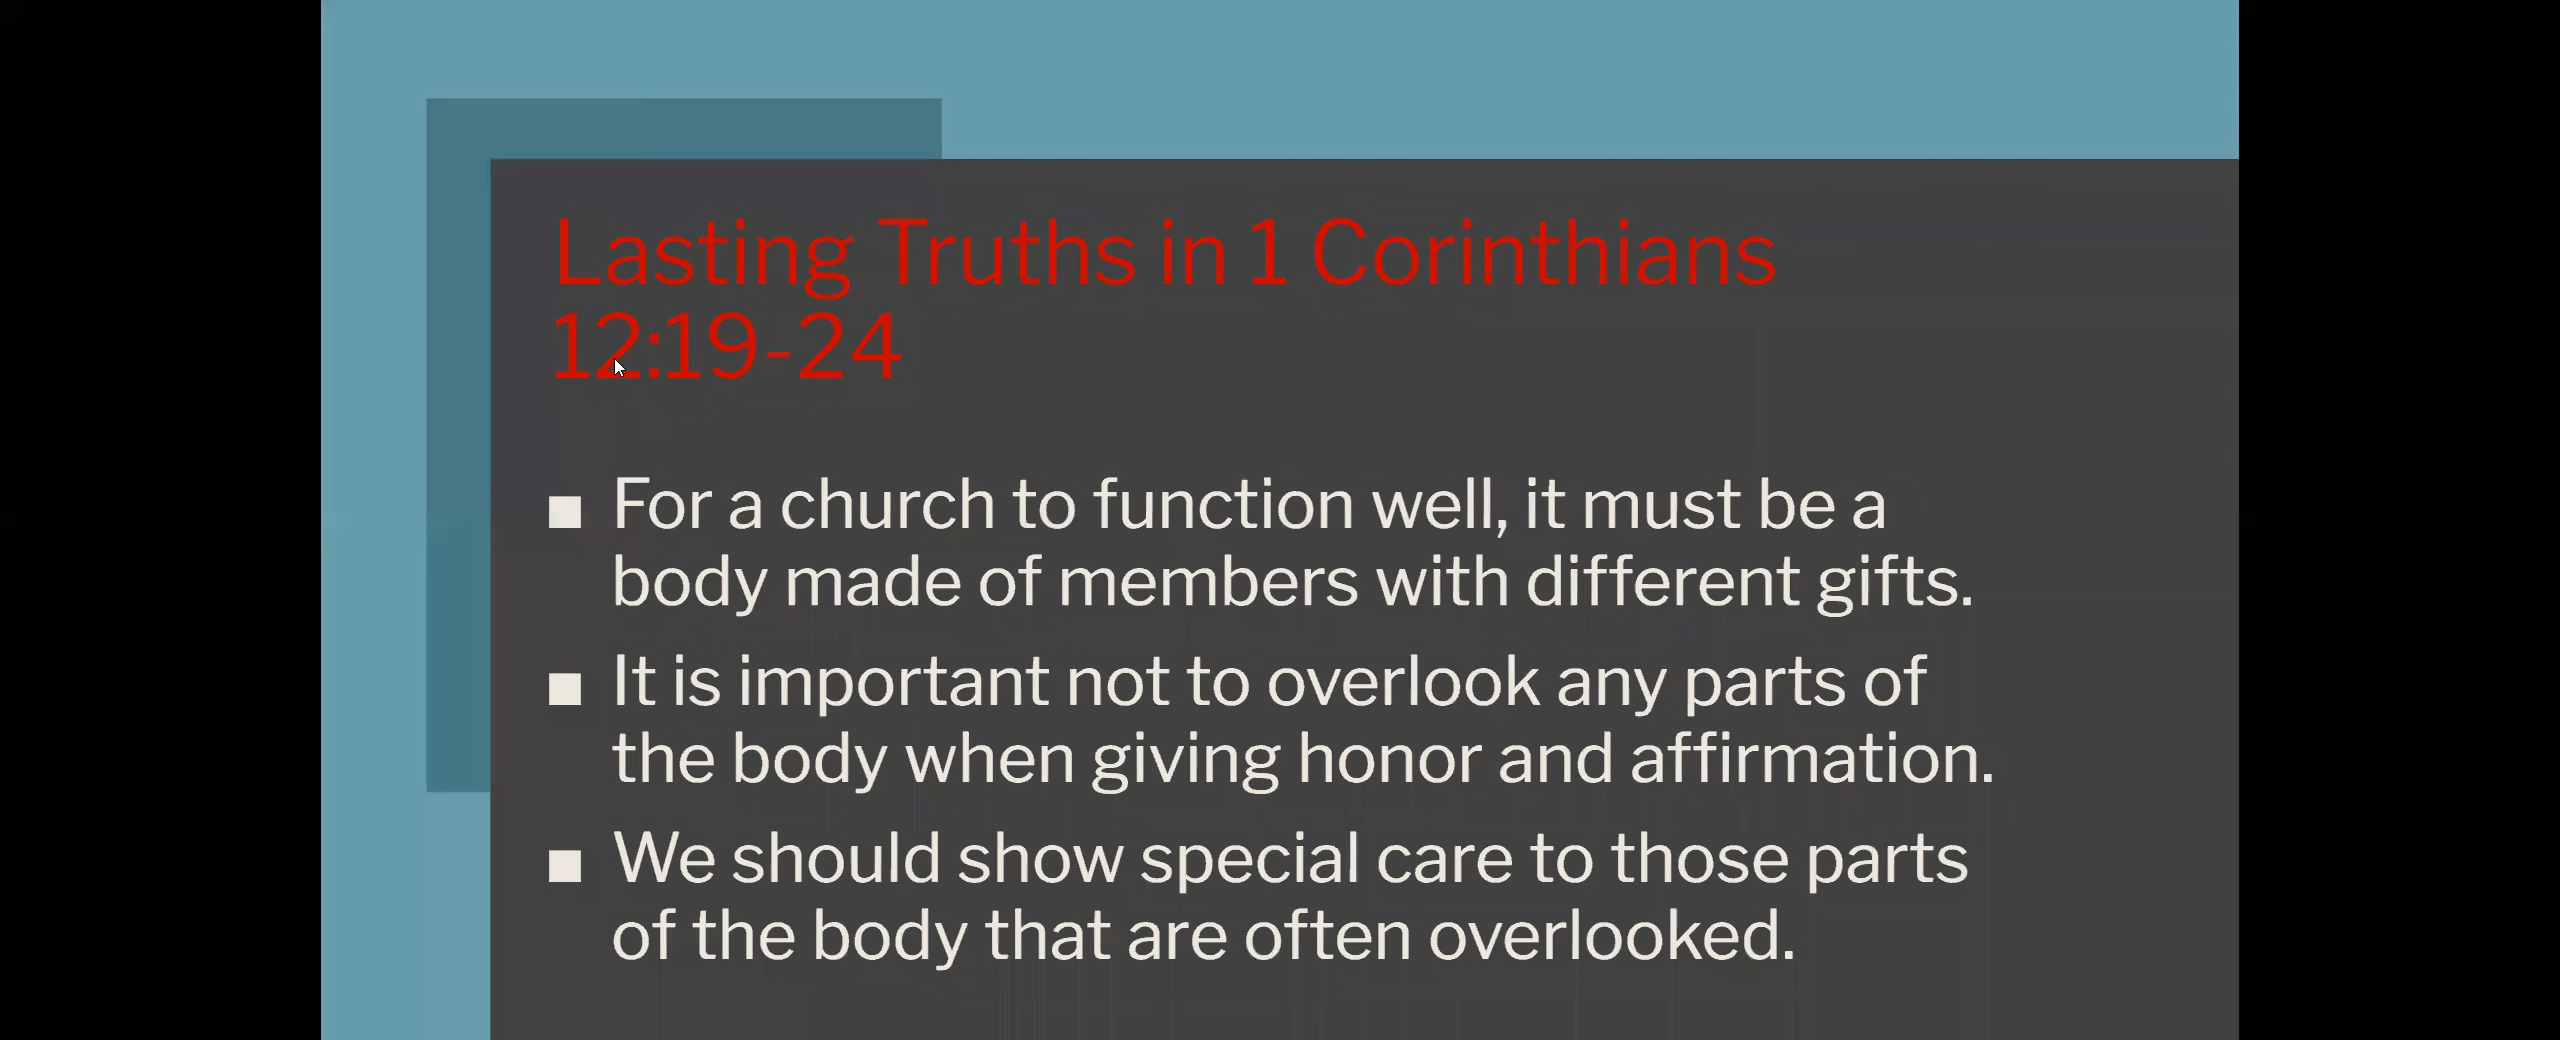 Lasting Truths in 1 Corinthians
12:19-24
■ For a church to function well, it must be a
body made of members with different gifts.
■ It is important not to overlook any parts of
the body when giving honor and affirmation.
■ We should show special care to those parts
of the body that are often overlooked.